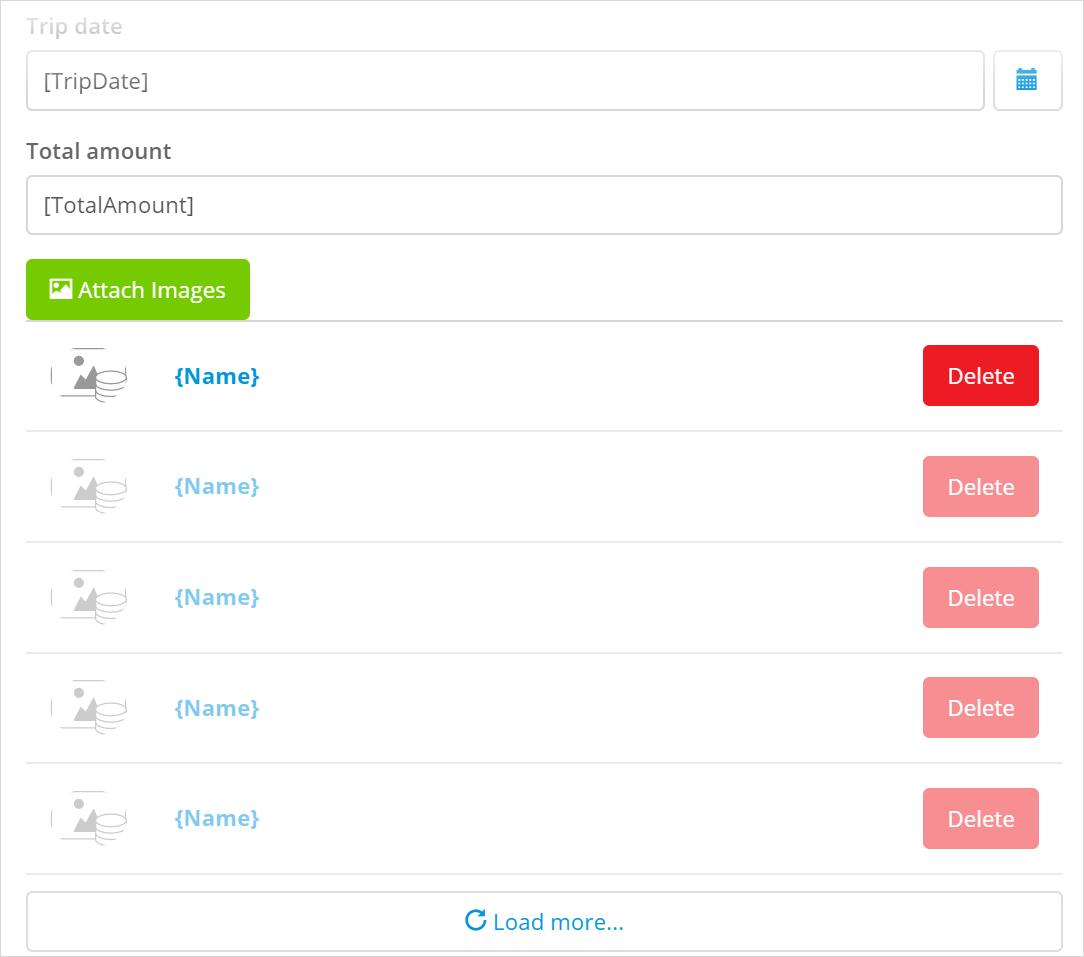 Trip date
[TripDate]
Total amount
[TotalAmount]
Attach Images
{Name} Delete
{Name} Delete
{Name} Delete
{Name} Delete
{Name} Delete
Load more...